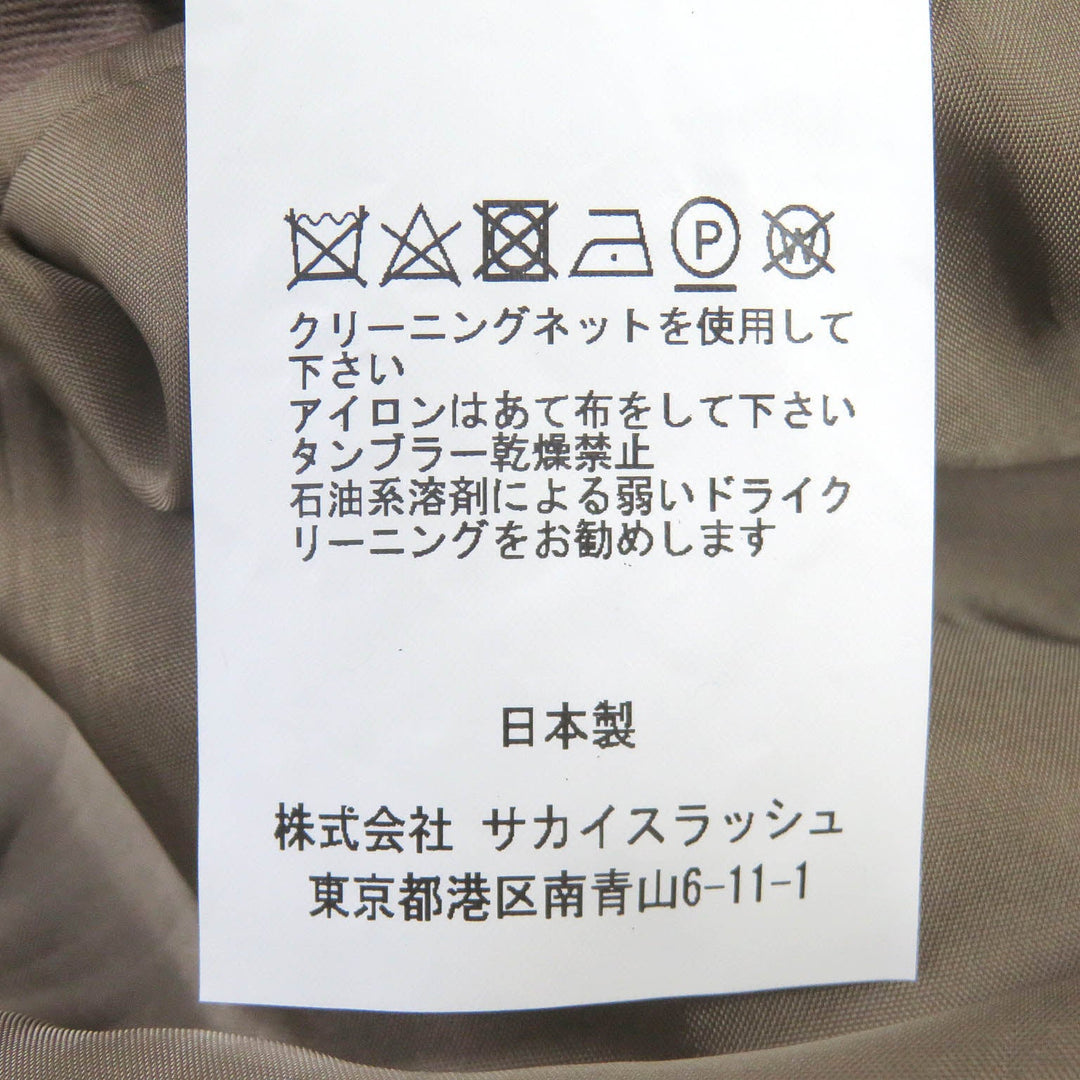 P W
クリーニングネットを使用して
下さい
アイロンはあて布をして下さい
タンブラー乾燥禁止
石油系溶剤による弱いドライク
リーニングをお勧めします
日本製
株式会社 サカイスラッシュ
東京都港区南青山6-11-1